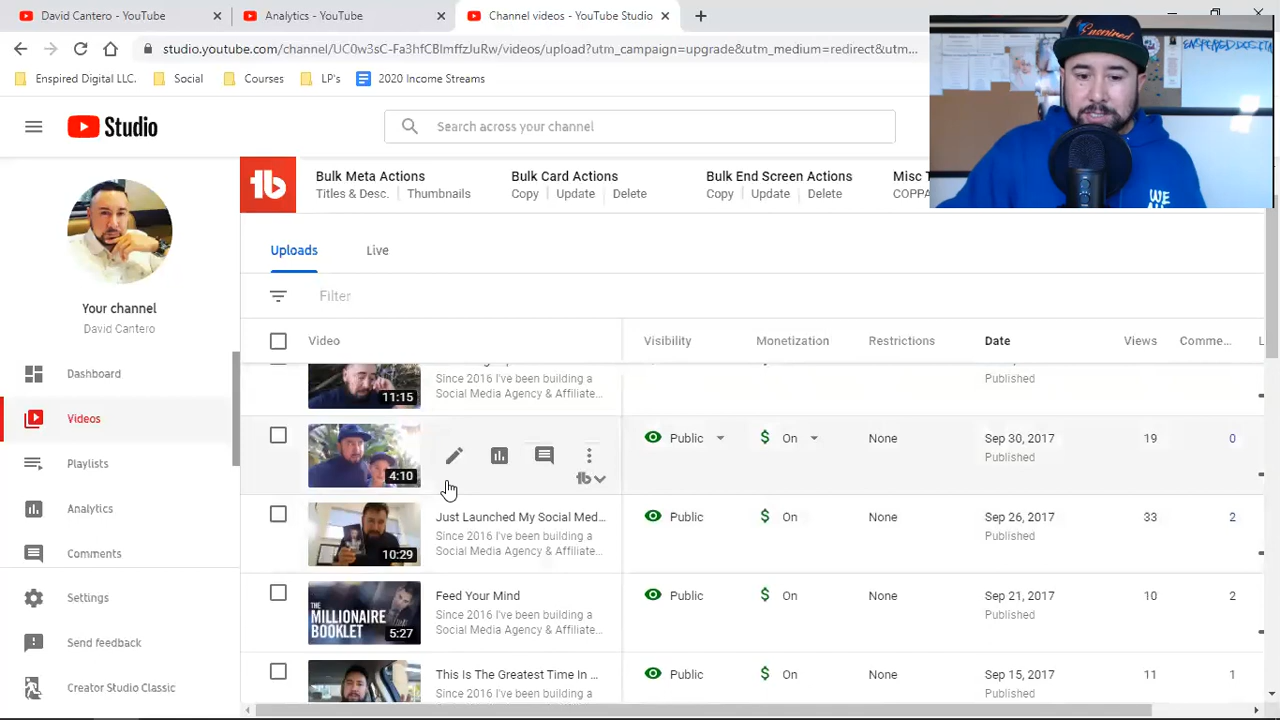 David Cantero - YouTube
Analytics - YouTube
Channel videos - YouTube Studio
?utm_campaign=upgrade&utm_medium=redirect&utm...
Enspired Digital LLC.
Social
Courses
LP's
2020 Income Streams
Enspired
Studio
Search across your channel
Bulk Meta Actions
Titles & Desc
Thumbnails
Bulk Card Actions
Copy
Update
Delete
Bulk End Screen Actions
Copy
Update
Delete
Misc T
COPPA
WE
Uploads
Live
Filter
Your channel
David Cantero
Video
Visibility
Monetization
Restrictions
Date
Views
Comme...
Dashboard
Videos
Playlists
Analytics
Comments
Settings
Send feedback
Creator Studio Classic
11:15
Since 2016 I've been building a
Social Media Agency & Affiliate...
Published
4:10
Public
On
None
Sep 30, 2017
Published
19
0
10:29
Just Launched My Social Med...
Since 2016 I've been building a
Social Media Agency & Affiliate...
Public
On
None
Sep 26, 2017
Published
33
2
THE
MILLIONAIRE
BOOKLET
5:27
Feed Your Mind
Since 2016 I've been building a
Social Media Agency & Affiliate...
Public
On
None
Sep 21, 2017
Published
10
2
This Is The Greatest Time In ...
Since 2016 I've been building a
Public
On
None
Sep 15, 2017
Published
11
1